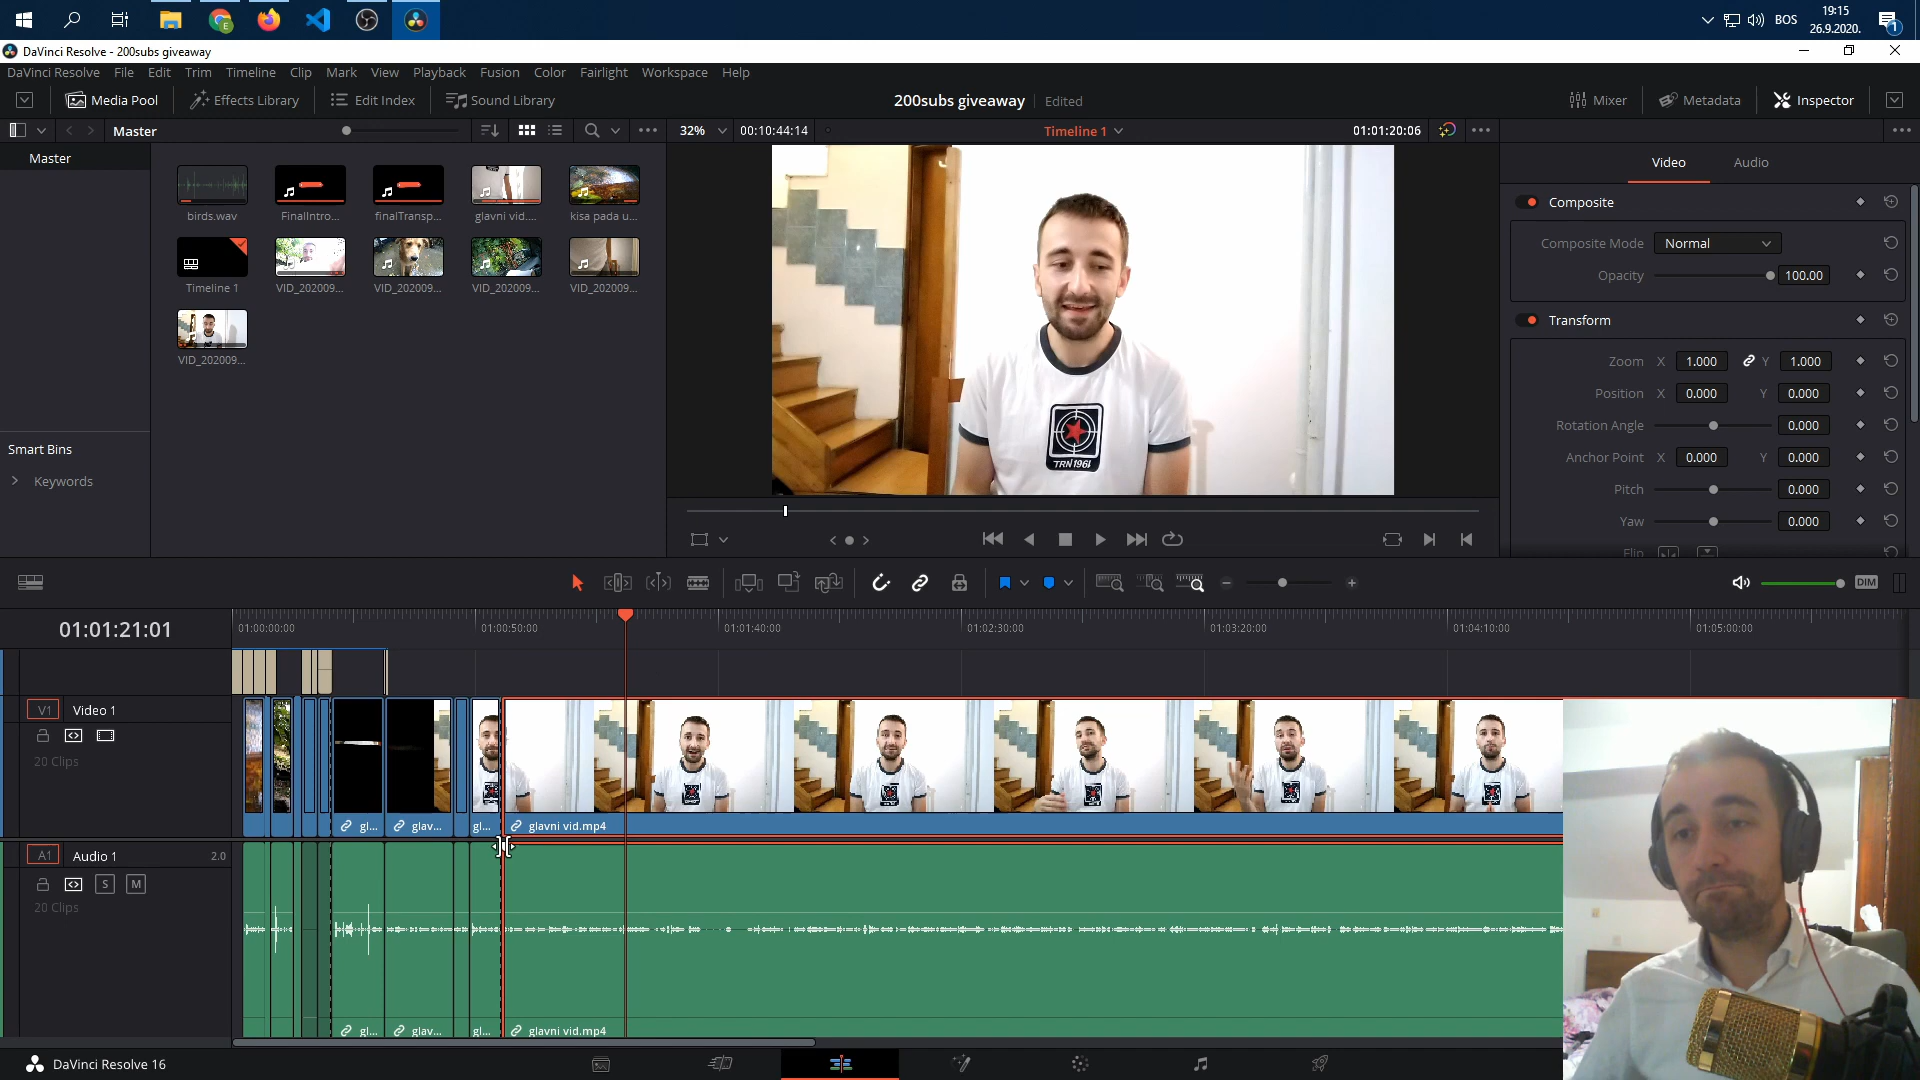 19:15
BOS
26.9.2020.
1
DaVinci Resolve - 200subs giveaway
DaVinci Resolve File Edit Trim Timeline Clip Mark View Playback Fusion Color Fairlight Workspace Help
Media Pool Effects Library Edit Index Sound Library 200subs giveaway Edited Mixer Metadata Inspector
Master 32% 00:10:44:14 Timeline 1 01:01:20:06
Master
birds.wav FinalIntro... finalTransp... glavni vid.... kisa pada u...
Timeline 1 VID_202009... VID_202009... VID_202009... VID_202009...
VID_202009...
Smart Bins
Keywords
TRN 1961
Video Audio
Composite
Composite Mode Normal
Opacity 100.00
Transform
Zoom X 1.000 Y 1.000
Position X 0.000 Y 0.000
Rotation Angle 0.000
Anchor Point X 0.000 Y 0.000
Pitch 0.000
Yaw 0.000
Flip
DIM
01:01:21:01
01:00:00:00 01:00:50:00 01:01:40:00 01:02:30:00 01:03:20:00 01:04:10:00 01:05:00:00
V1 Video 1
20 Clips
gl... glav... gl... glavni vid.mp4
A1 Audio 1 2.0
S M
20 Clips
gl... glav... gl... glavni vid.mp4
DaVinci Resolve 16